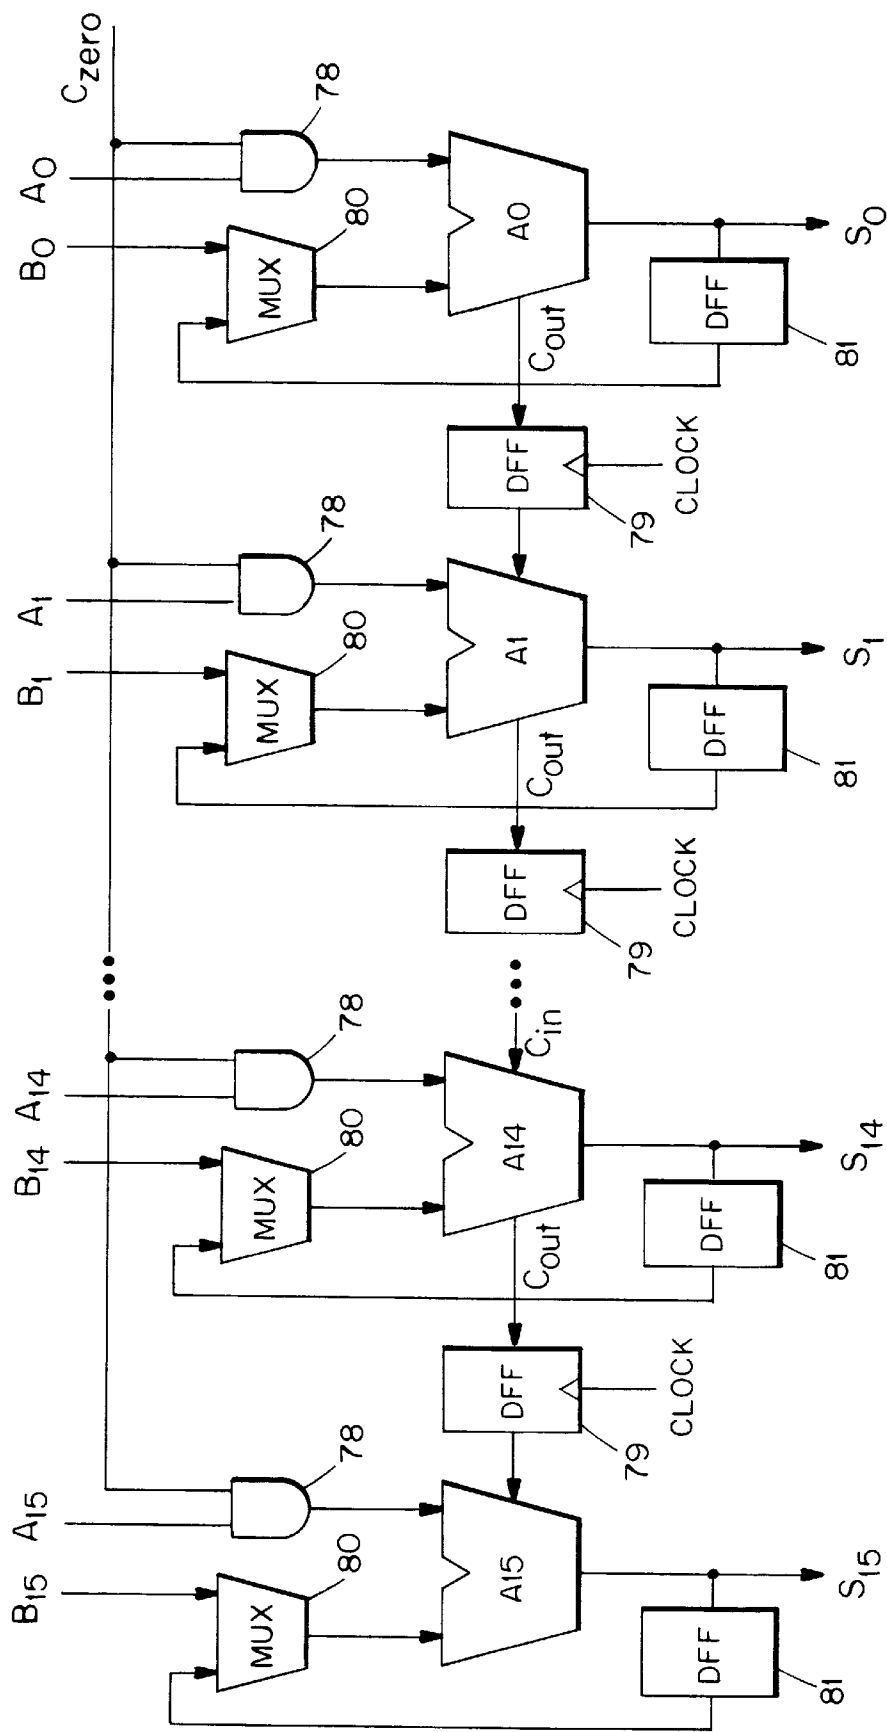 C_zero
B_0 A_0
78
80
MUX
A0
C_out
S_0
DFF
81
DFF
CLOCK
79
B_1 A_1
78
80
MUX
A1
C_out
S_1
DFF
81
DFF
CLOCK
79
B_14 A_14
78
80
MUX
C_in
A14
C_out
S_14
DFF
81
DFF
CLOCK
79
B_15 A_15
78
80
MUX
A15
S_15
DFF
81